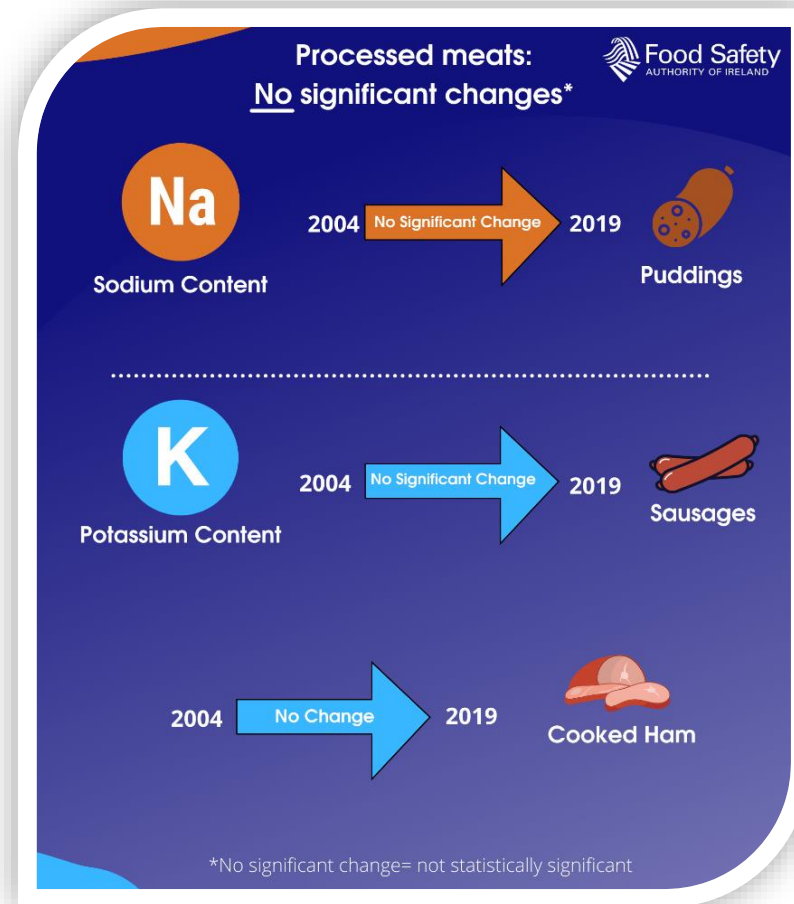 Processed meats:
No significant changes*
Food Safety
AUTHORITY OF IRELAND
Na
Sodium Content
2004
No Significant Change
2019
Puddings
K
Potassium Content
2004
No Significant Change
2019
Sausages
2004
No Change
2019
Cooked Ham
*No significant change= not statistically significant